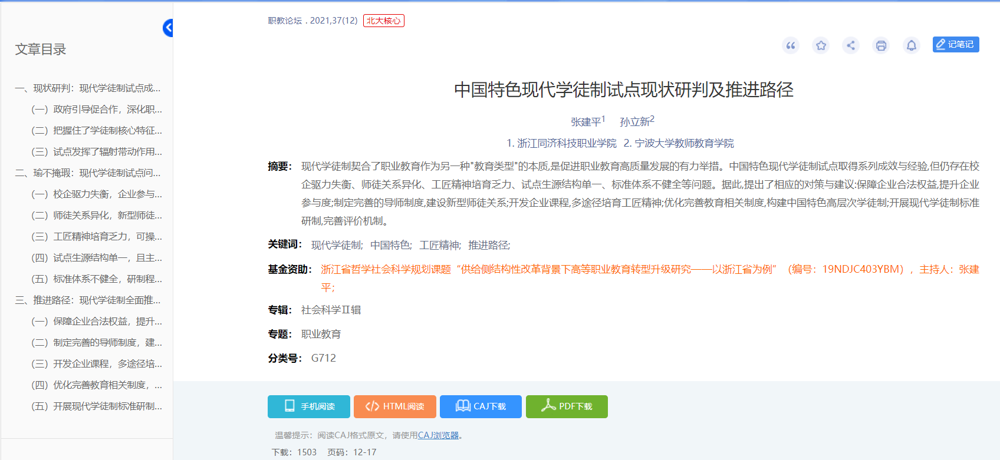 文章目录
一、现状研判：现代学徒制试点成...
（一）政府引导促合作，深化职...
（二）把握住了学徒制核心特征...
（三）试点发挥了辐射带动作用...
二、瑜不掩瑕：现代学徒制试点问...
（一）校企驱力失衡，企业参与...
（二）师徒关系异化，新型师徒...
（三）工匠精神培育乏力，可操...
（四）试点生源结构单一，且主...
（五）标准体系不健全，研制程...
三、推进路径：现代学徒制全面推...
（一）保障企业合法权益，提升...
（二）制定完善的导师制度，建...
（三）开发企业课程，多途径培...
（四）优化完善教育相关制度，...
（五）开展现代学徒制标准研制...
职教论坛 . 2021,37(12) 北大核心
记笔记
中国特色现代学徒制试点现状研判及推进路径
张建平1 孙立新2
1. 浙江同济科技职业学院 2. 宁波大学教师教育学院
摘要： 现代学徒制契合了职业教育作为另一种"教育类型"的本质,是促进职业教育高质量发展的有力举措。中国特色现代学徒制试点取得系列成效与经验,但仍存在校
企驱力失衡、师徒关系异化、工匠精神培育乏力、试点生源结构单一、标准体系不健全等问题。据此,提出了相应的对策与建议:保障企业合法权益,提升企业
参与度;制定完善的导师制度,建设新型师徒关系;开发企业课程,多途径培育工匠精神;优化完善教育相关制度,构建中国特色高层次学徒制;开展现代学徒制标准
研制,完善评价机制。
关键词： 现代学徒制; 中国特色; 工匠精神; 推进路径;
基金资助： 浙江省哲学社会科学规划课题“供给侧结构性改革背景下高等职业教育转型升级研究——以浙江省为例”（编号：19NDJC403YBM），主持人：张建
平；
专辑： 社会科学Ⅱ辑
专题： 职业教育
分类号： G712
手机阅读 HTML阅读 CAJ下载 PDF下载
温馨提示：阅读CAJ格式原文，请使用CAJ浏览器。
下载：1503 页码：12-17